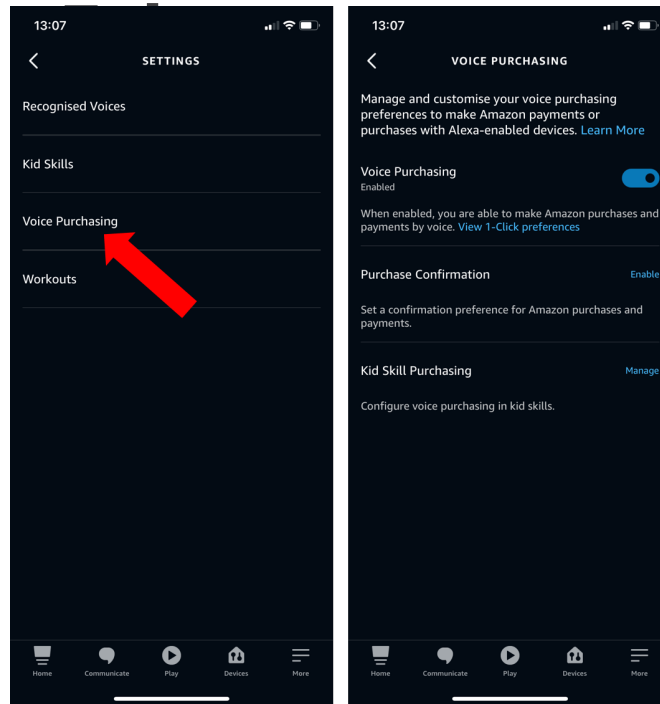 13:07
SETTINGS
Recognised Voices
Kid Skills
Voice Purchasing
Workouts
Home Communicate Play Devices More
13:07
VOICE PURCHASING
Manage and customise your voice purchasing
preferences to make Amazon payments or
purchases with Alexa-enabled devices. Learn More
Voice Purchasing
Enabled
When enabled, you are able to make Amazon purchases and
payments by voice. View 1-Click preferences
Purchase Confirmation Enable
Set a confirmation preference for Amazon purchases and
payments.
Kid Skill Purchasing Manage
Configure voice purchasing in kid skills.
Home Communicate Play Devices More